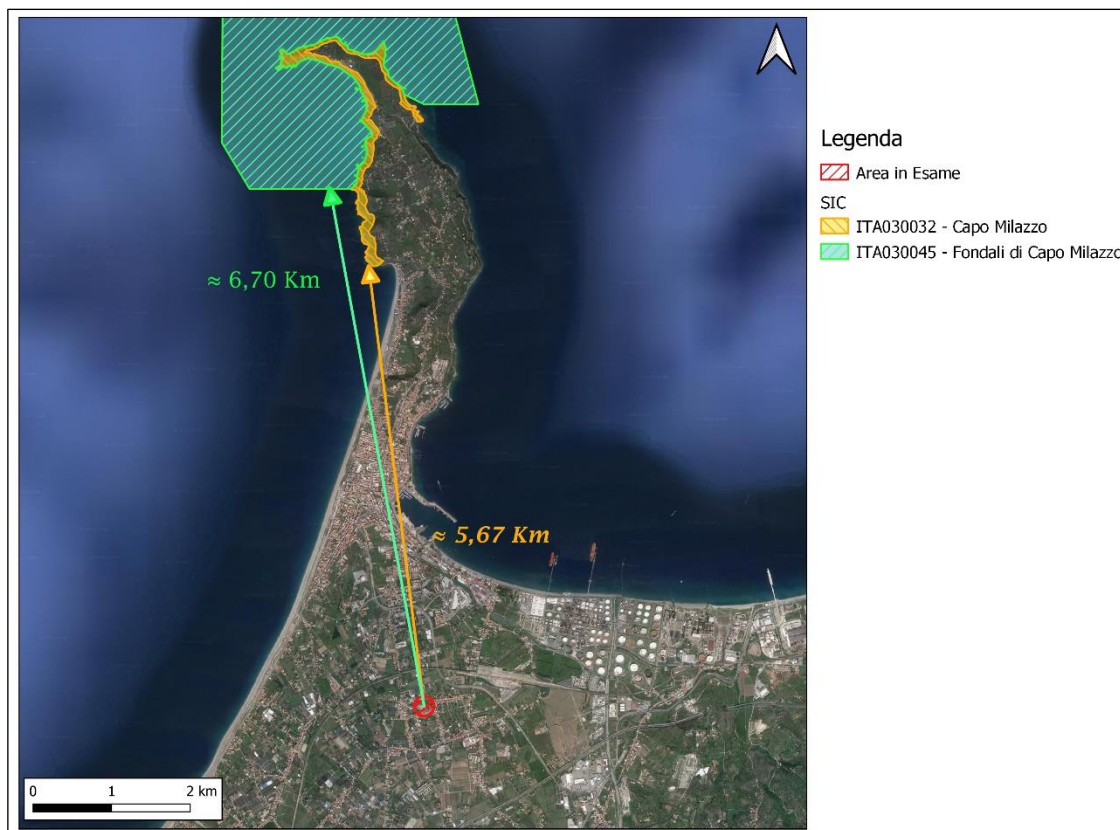 Legenda
Area in Esame
SIC
ITA030032 - Capo Milazzo
ITA030045 - Fondali di Capo Milazzo
≈ 6,70 Km
≈ 5,67 Km
0 1 2 km